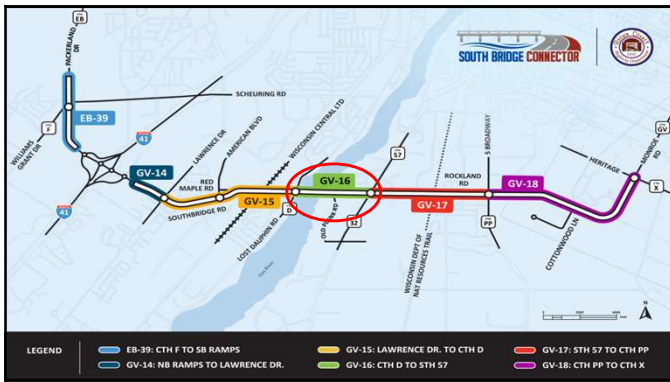 EB
PACKERLAND DR
SOUTH BRIDGE CONNECTOR
SCHEURING RD
F
EB-39
WILLIAMS GRANT DR
41
LAWRENCE DR
AMERICAN BLVD
WISCONSIN CENTRAL LTD
57
S BROADWAY
GV
MONROE RD
HERITAGE
X
GV-14
RED MAPLE RD
GV-16
ROCKLAND RD
GV-18
41
SOUTHBRIDGE RD
GV-15
D
OLD PLANK RD
GV-17
32
PP
LOST DAUPHIN RD
Fox River
WISCONSIN DEPT OF NAT RESOURCES TRAIL
COTTONWOOD LN
N
LEGEND
EB-39: CTH F TO SB RAMPS
GV-15: LAWRENCE DR. TO CTH D
GV-17: STH 57 TO CTH PP
GV-14: NB RAMPS TO LAWRENCE DR.
GV-16: CTH D TO STH 57
GV-18: CTH PP TO CTH X